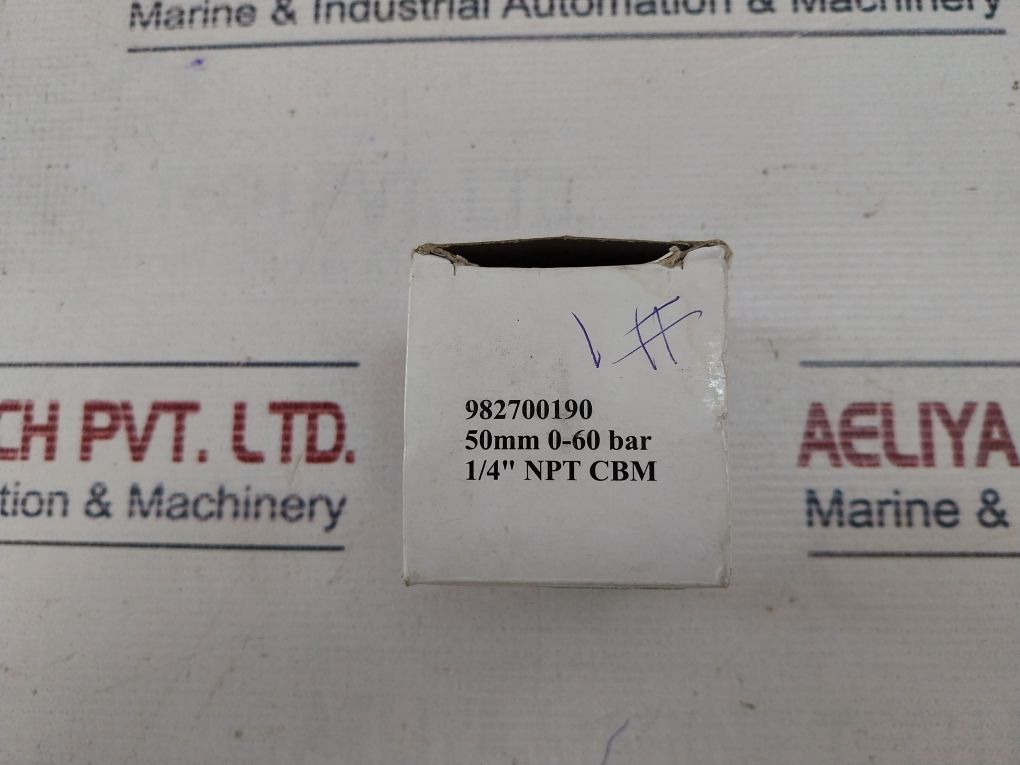 Marine & Industrial Automation & Machinery
CH PVT. LTD.
tion & Machinery
AELIYA
Marine &
982700190
50mm 0-60 bar
1/4" NPT CBM